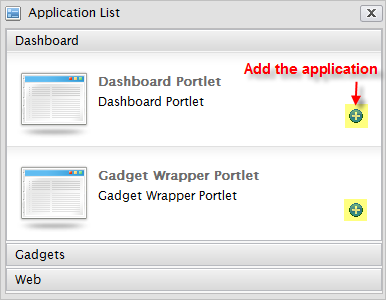 Application List
Dashboard
Add the application
Dashboard Portlet
Dashboard Portlet
Gadget Wrapper Portlet
Gadget Wrapper Portlet
Gadgets
Web